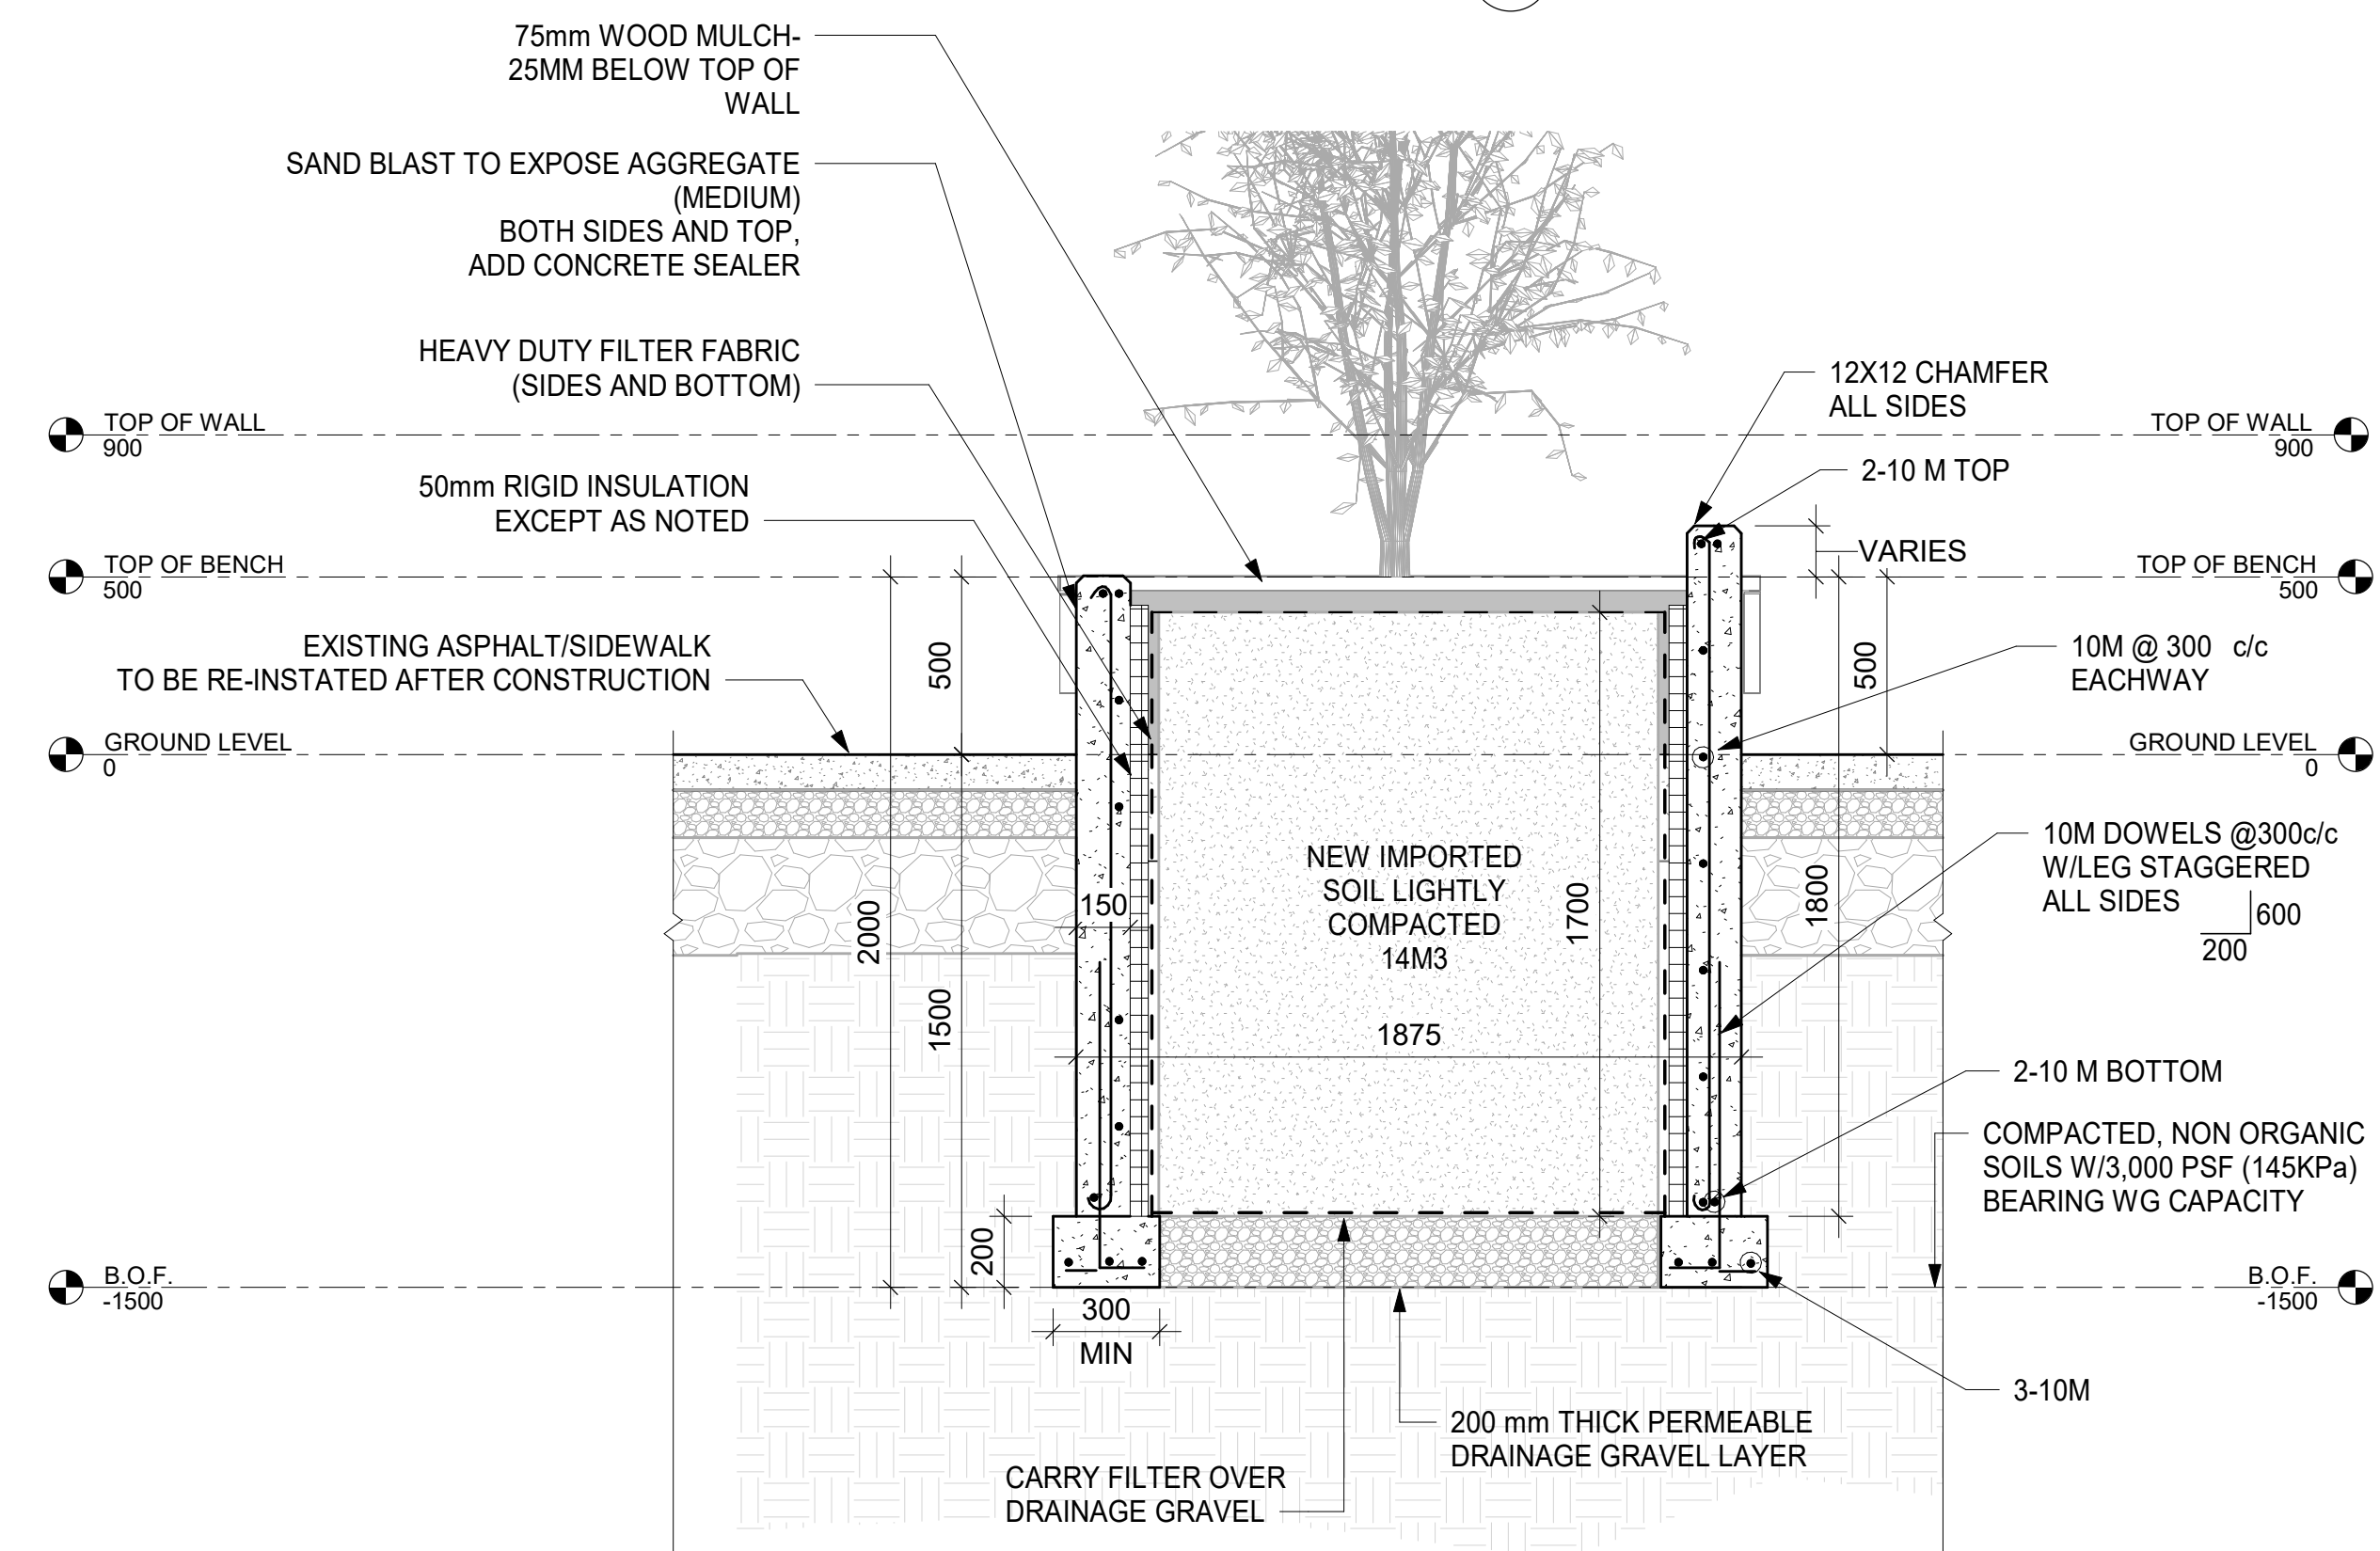 75mm WOOD MULCH-
25MM BELOW TOP OF
WALL
SAND BLAST TO EXPOSE AGGREGATE
(MEDIUM)
BOTH SIDES AND TOP,
ADD CONCRETE SEALER
HEAVY DUTY FILTER FABRIC
(SIDES AND BOTTOM)
TOP OF WALL
900
50mm RIGID INSULATION
EXCEPT AS NOTED
TOP OF BENCH
500
EXISTING ASPHALT/SIDEWALK
TO BE RE-INSTATED AFTER CONSTRUCTION
GROUND LEVEL
0
B.O.F.
-1500
500
2000
1500
150
200
300
MIN
NEW IMPORTED
SOIL LIGHTLY
COMPACTED
14M3
1875
1700
CARRY FILTER OVER
DRAINAGE GRAVEL
200 mm THICK PERMEABLE
DRAINAGE GRAVEL LAYER
12X12 CHAMFER
ALL SIDES
TOP OF WALL
900
2-10 M TOP
VARIES
TOP OF BENCH
500
500
10M @ 300 c/c
EACHWAY
GROUND LEVEL
0
1800
10M DOWELS @300c/c
W/LEG STAGGERED
ALL SIDES
600
200
2-10 M BOTTOM
COMPACTED, NON ORGANIC
SOILS W/3,000 PSF (145KPa)
BEARING WG CAPACITY
B.O.F.
-1500
3-10M